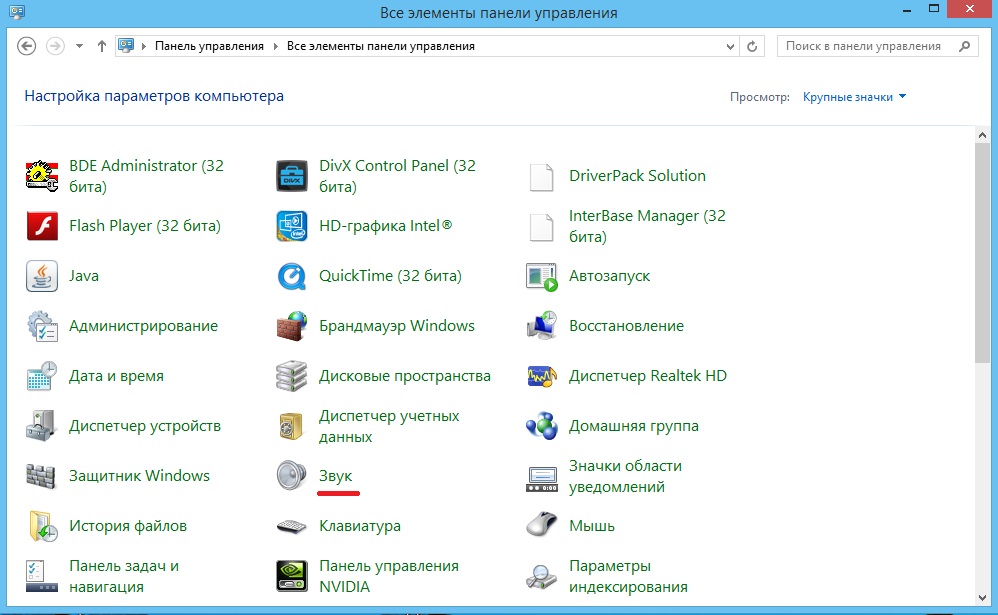 Все элементы панели управления
Панель управления
Все элементы панели управления
Поиск в панели управления
Настройка параметров компьютера
Просмотр:
Крупные значки
BDE Administrator (32
бита)
DivX Control Panel (32
бита)
DriverPack Solution
Flash Player (32 бита)
HD-графика Intel®
InterBase Manager (32
бита)
Java
QuickTime (32 бита)
Автозапуск
Администрирование
Брандмауэр Windows
Восстановление
Дата и время
Дисковые пространства
Диспетчер Realtek HD
Диспетчер устройств
Диспетчер учетных
данных
Домашняя группа
Защитник Windows
Звук
Значки области
уведомлений
История файлов
Клавиатура
Мышь
Панель задач и
навигация
Панель управления
NVIDIA
Параметры
индексирования